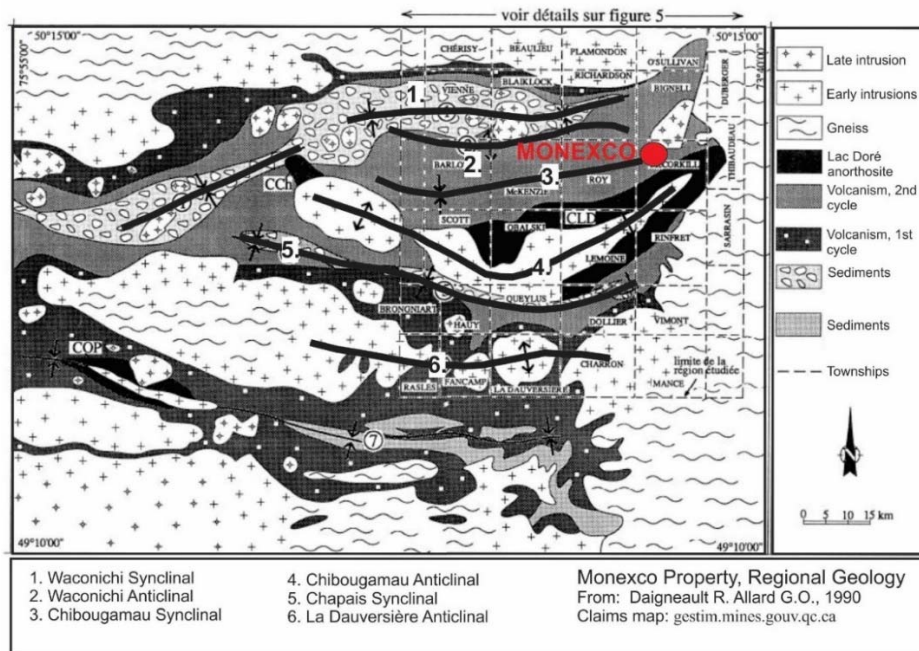 voir détails sur figure 5
50°15'00"
50°15'00"
75°55'00"
CHÉRISY
BEAULIEU
PLAMONDON
O'SULLIVAN
RICHARDSON
BLAIKLOCK
VIENNE
BIGNELL
DUBERGER
1.
2.
MONEXCO
3.
McCORKILL
THIBAUDEAU
CCh
McKENZIE
ROY
SCOTT
CLD
OBALSKI
RINFRET
SARRASIN
LEMOINE
4.
5.
QUEYLUS
BRONGNIART
HAUY
DOLLIER
VIMONT
COP
6.
CHARRON
limite de la
région étudiée
RASLES
FANCAMP
LA DAUVERSIÈRE
MANCE
7
49°10'00"
49°10'00"
Late intrusion
Early intrusions
Gneiss
Lac Doré
anorthosite
Volcanism, 2nd
cycle
Volcanism, 1st
cycle
Sediments
Sediments
Townships
N
0 5 10 15 km
1. Waconichi Synclinal
2. Waconichi Anticlinal
3. Chibougamau Synclinal
4. Chibougamau Anticlinal
5. Chapais Synclinal
6. La Dauversière Anticlinal
Monexco Property, Regional Geology
From: Daigneault R. Allard G.O., 1990
Claims map: gestim.mines.gouv.qc.ca